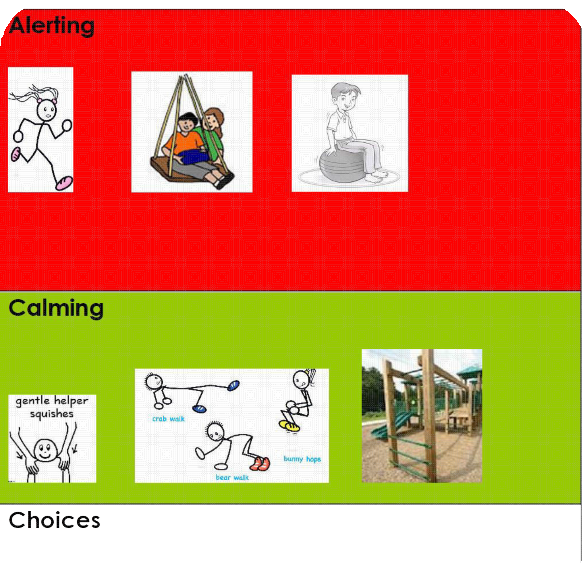 Alerting
Calming
gentle helper
squishes
crab walk
bunny hops
bear walk
Choices